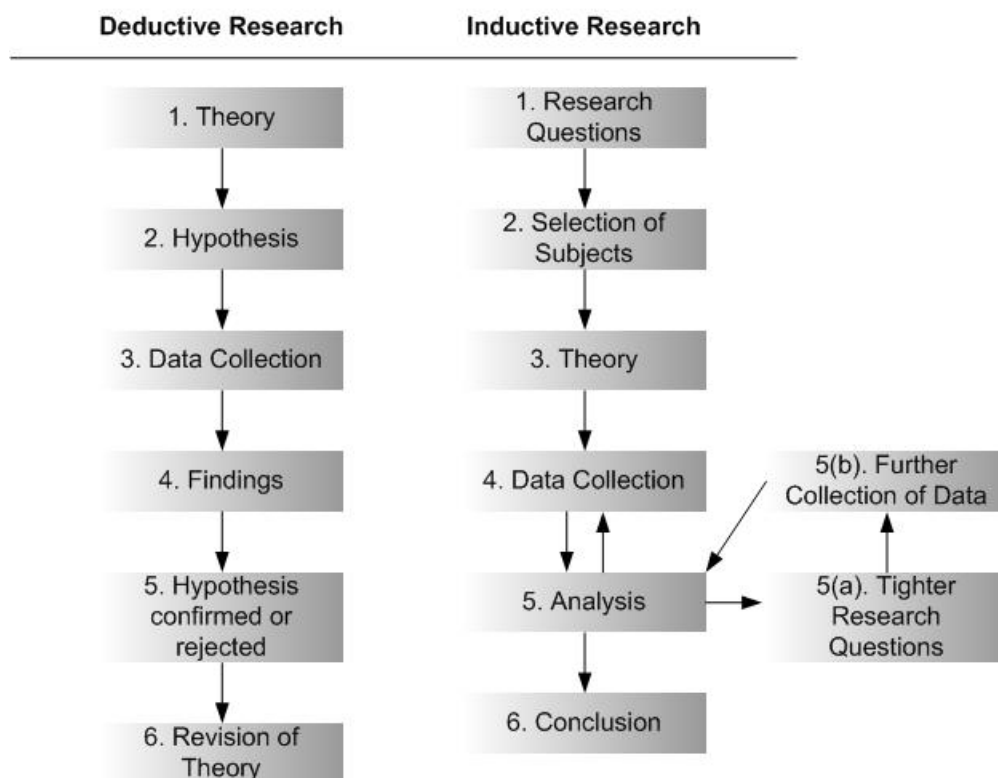 Deductive Research
Inductive Research
1. Theory
2. Hypothesis
3. Data Collection
4. Findings
5. Hypothesis
confirmed or
rejected
6. Revision of
Theory
1. Research
Questions
2. Selection of
Subjects
3. Theory
4. Data Collection
5. Analysis
6. Conclusion
5(b). Further
Collection of Data
5(a). Tighter
Research
Questions